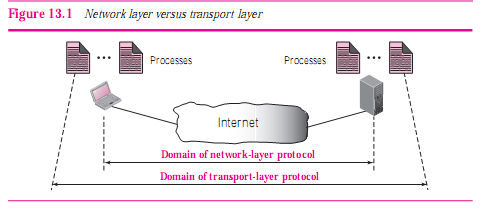 Figure 13.1 Network layer versus transport layer
Processes
Processes
Internet
Domain of network-layer protocol
Domain of transport-layer protocol